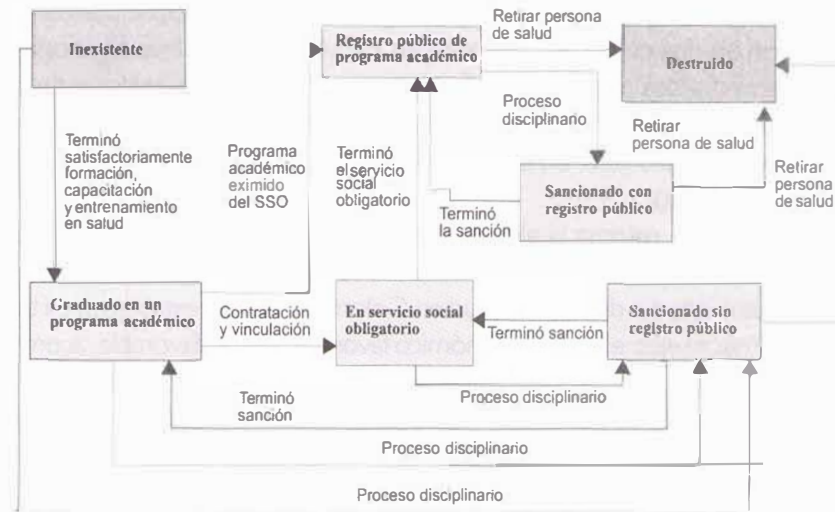 Inexistente
Registro público de
programa académico
Retirar persona
de salud
Destruido
Proceso
disciplinario
Retirar
persona de salud
Retirar
persona
de salud
Terminó
satisfactoriamente
formación,
capacitación
y entrenamiento
en salud
Programa
académico
eximido
del SSO
Terminó
el servicio
social
obligatorio
Sancionado con
registro público
Terminó
la sanción
Graduado en un
programa académico
Contratación
y vinculación
En servicio social
obligatorio
Terminó sanción
Sancionado sin
registro público
Proceso disciplinario
Terminó
sanción
Proceso disciplinario
Proceso disciplinario